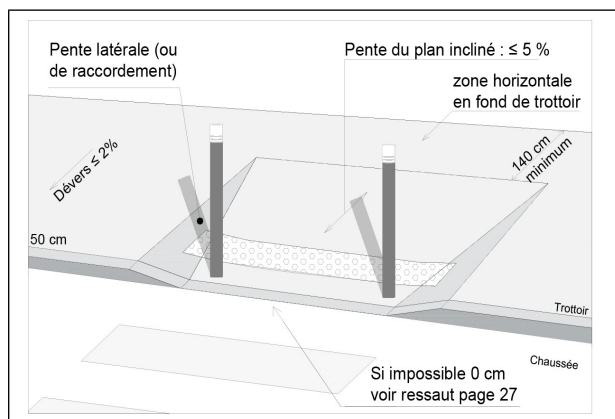 Pente latérale (ou
de raccordement)
Pente du plan incliné : ≤ 5 %
zone horizontale
en fond de trottoir
140 cm
minimum
Dévers ≤ 2%
50 cm
Trottoir
Chaussée
Si impossible 0 cm
voir ressaut page 27